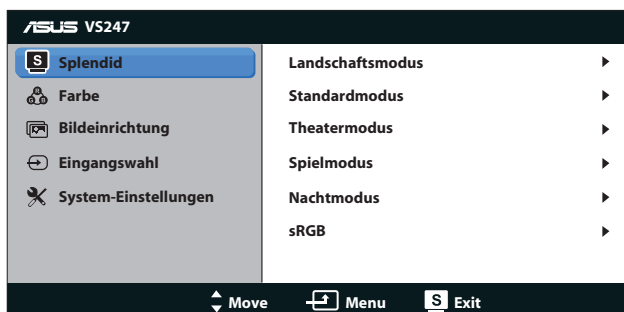 ASUS VS247
S Splendid
Farbe
Bildeinrichtung
Eingangswahl
System-Einstellungen
Landschaftsmodus
Standardmodus
Theatermodus
Spielmodus
Nachtmodus
sRGB
Move Menu S Exit